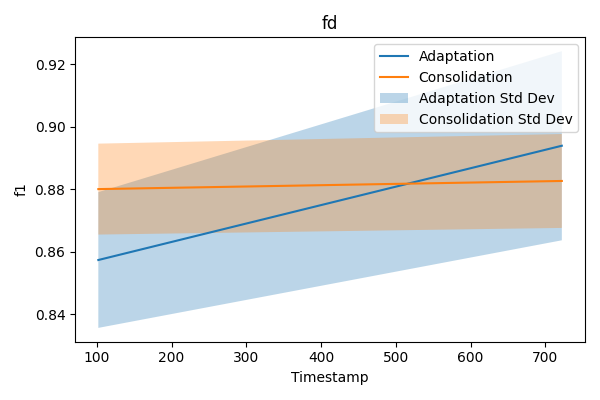 fd
f1
0.92
0.90
0.88
0.86
0.84
Adaptation
Consolidation
Adaptation Std Dev
Consolidation Std Dev
100 200 300 400 500 600 700
Timestamp